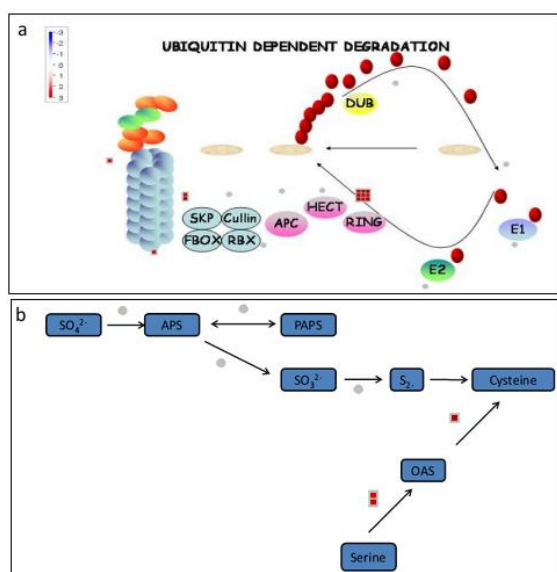 a
-3
-2
-1
0
1
2
3
UBIQUITIN DEPENDENT DEGRADATION
DUB
SKP Cullin
FBOX RBX
APC
HECT
RING
E2
E1
b
SO₄²⁻
APS
PAPS
SO₃²⁻
S₂₋
Cysteine
OAS
Serine